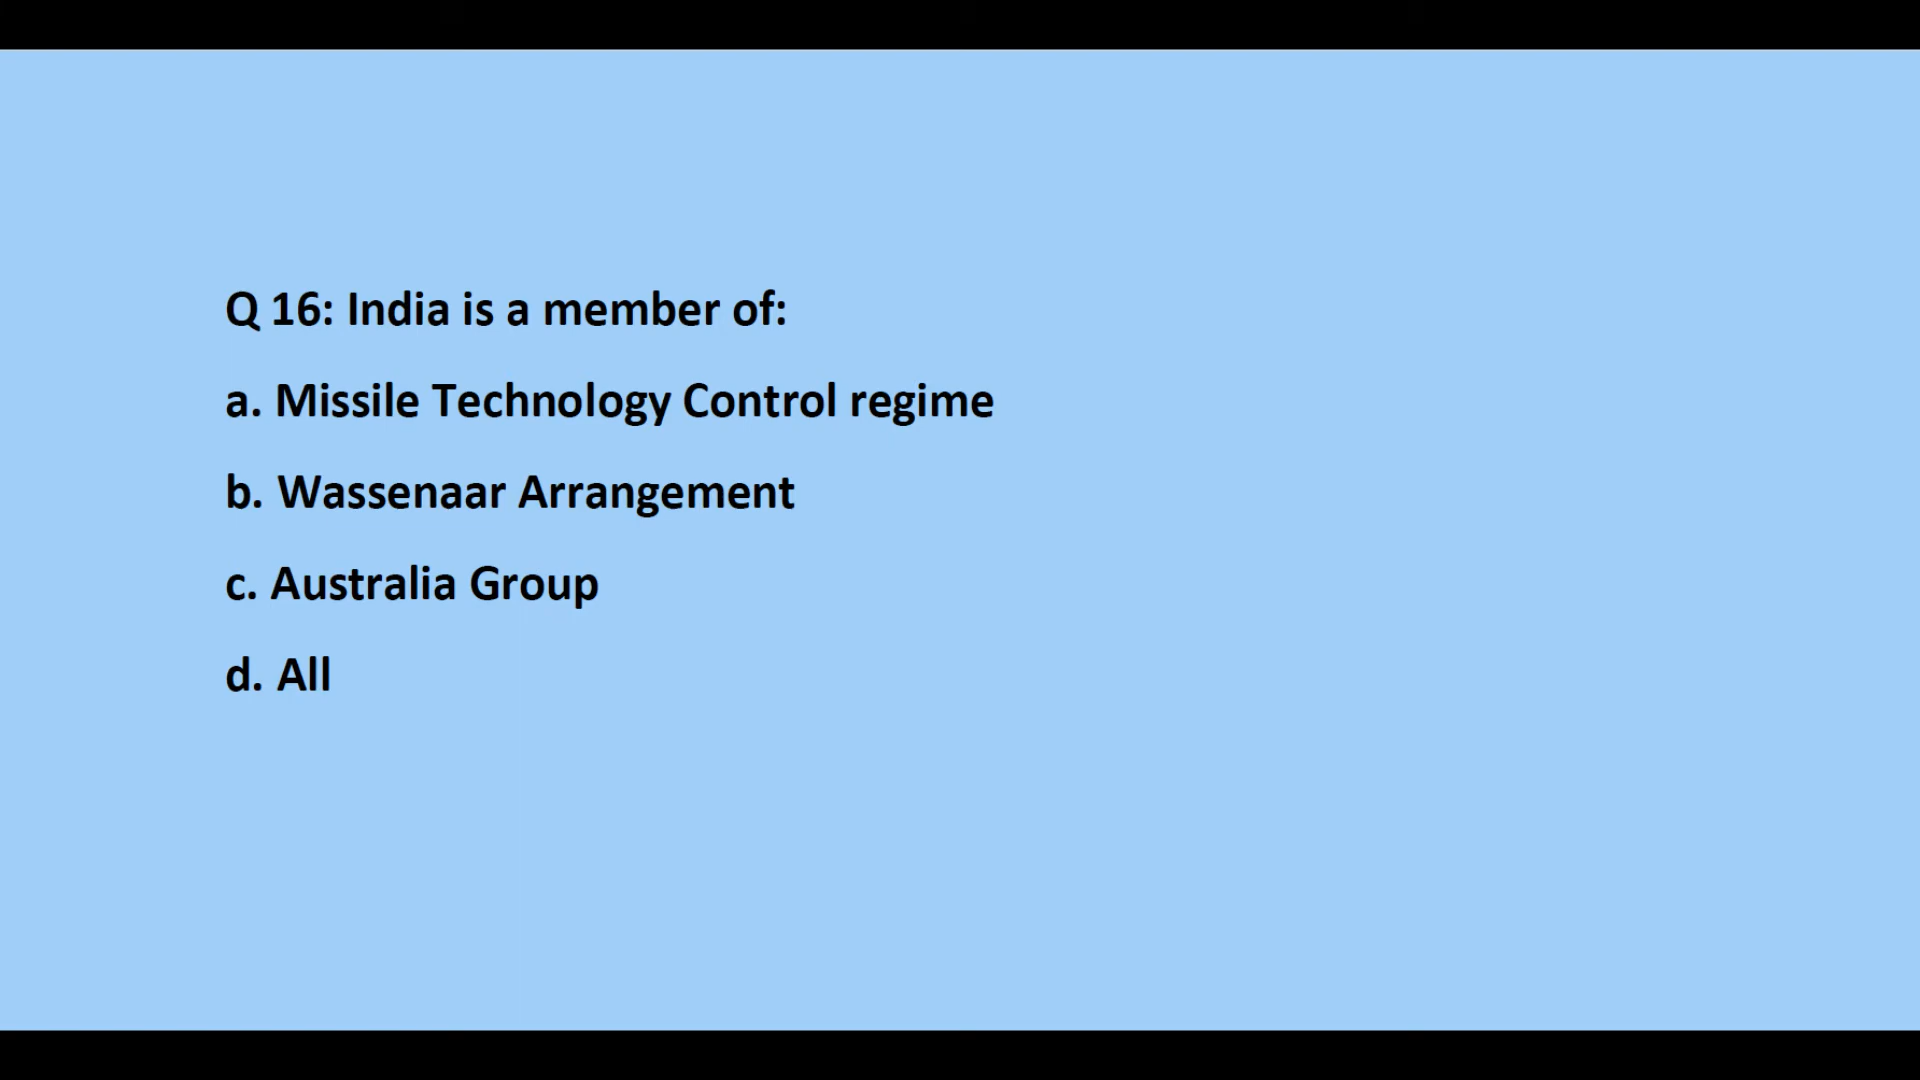 Q 16: India is a member of:
a. Missile Technology Control regime
b. Wassenaar Arrangement
c. Australia Group
d. All